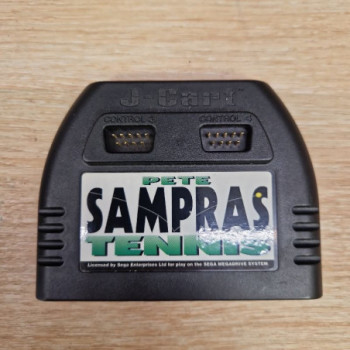 J-Cart
CONTROL 3 CONTROL 4
PETE
SAMPRAS
TENNIS
Licensed by Sega Enterprises Ltd for play on the SEGA MEGADRIVE SYSTEM.